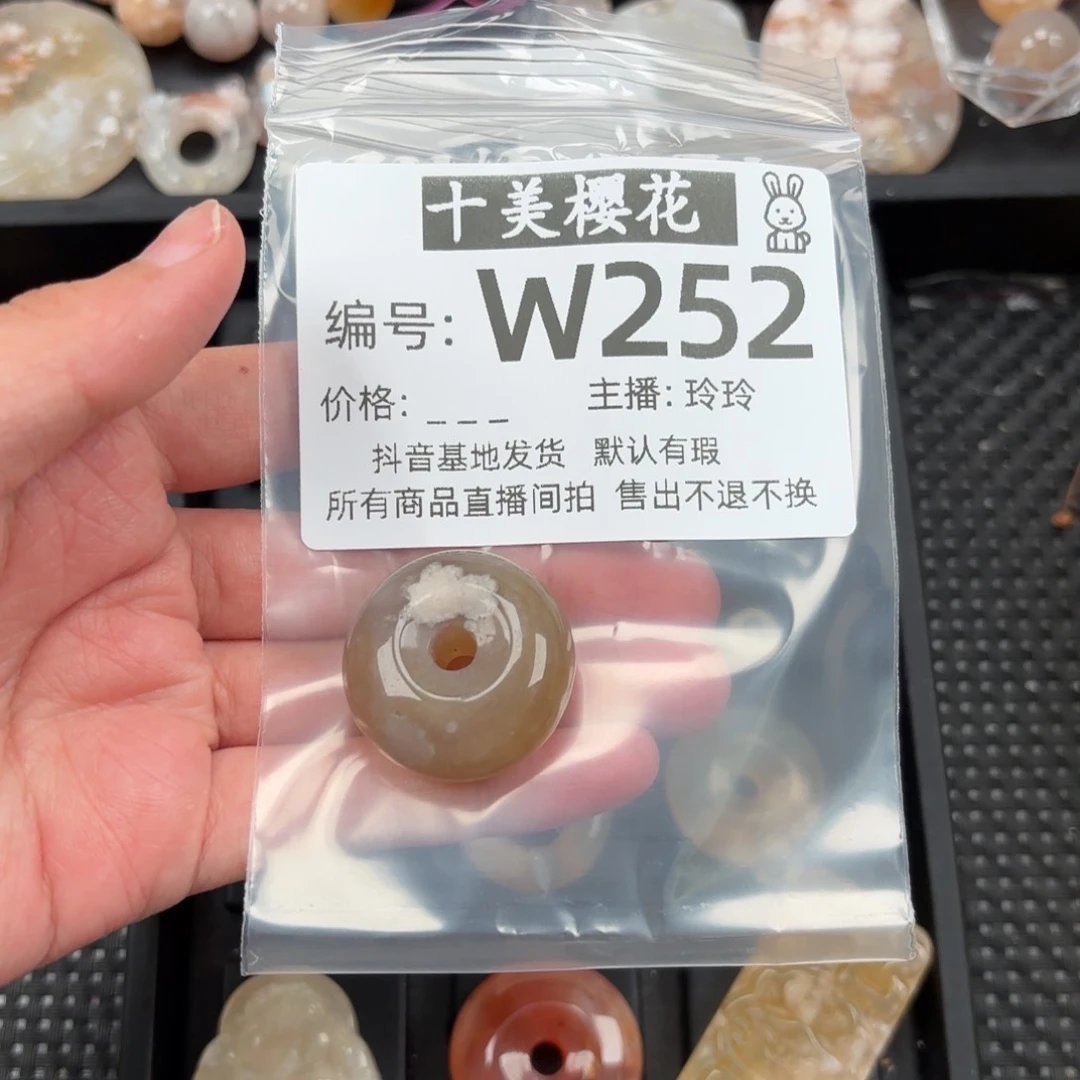 十美樱花
编号: W252
价格: _ _ _ 主播: 玲玲
抖音基地发货 默认有瑕
所有商品直播间拍 售出不退不换